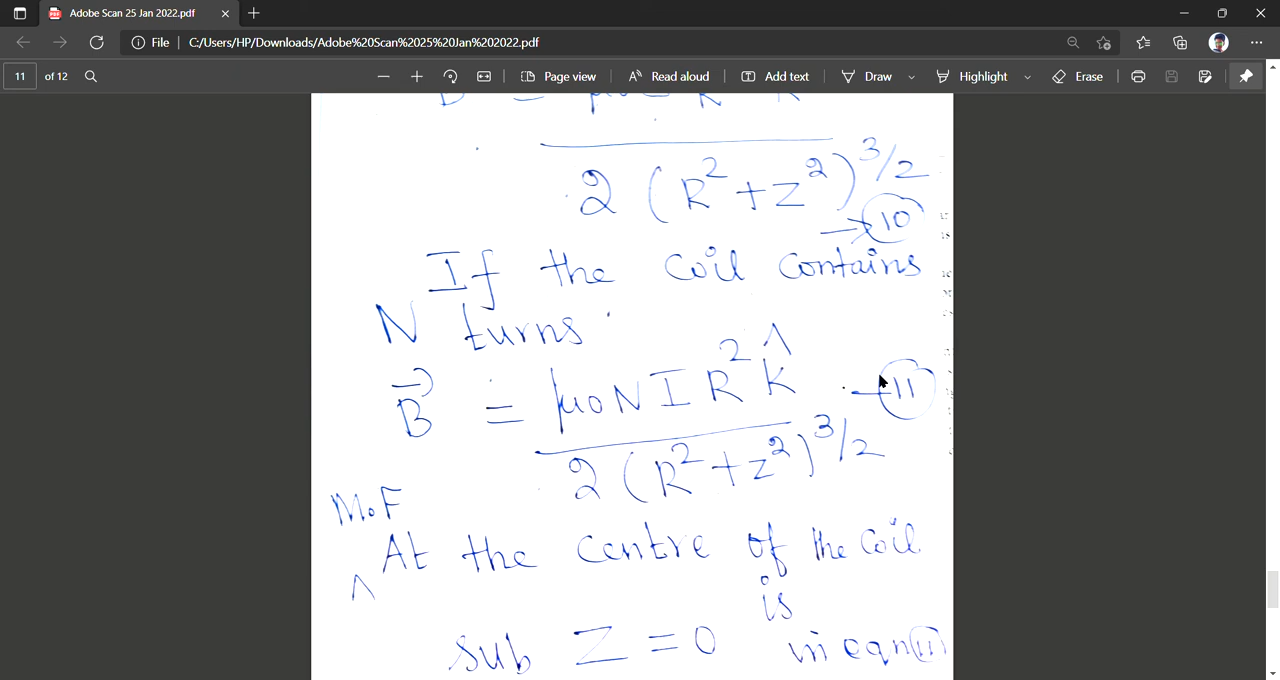 Adobe Scan 25 Jan 2022.pdf
File C:/Users/HP/Downloads/Adobe%20Scan%2025%20Jan%202022.pdf
11 of 12 Page view Read aloud Add text Draw Highlight Erase
2 (R² + Z²)^3/2
→ (10)
If the coil contains
N turns
B⃗ = μ0 N I R² K̂ → (11)
2 (R² + Z²)^3/2
M.F
At the centre of the coil
^ is
sub Z = 0 in eqn (11)